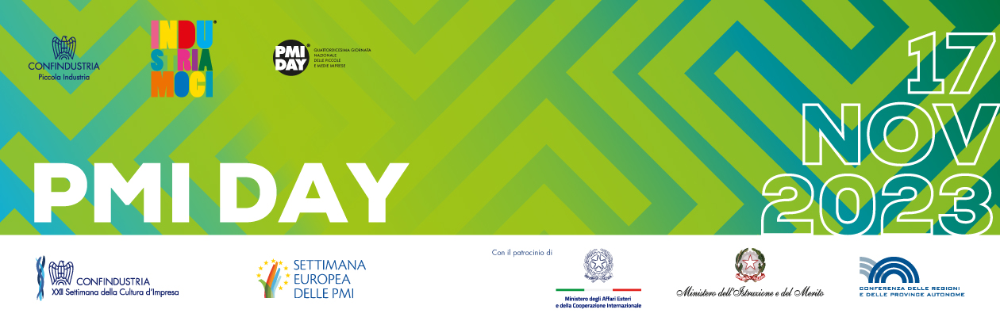 CONFINDUSTRIA
Piccola Industria
INDU
STRIA
MOCI
PMI
DAY
QUATTORDICESIMA GIORNATA
NAZIONALE
DELLE PICCOLE
E MEDIE IMPRESE
17
NOV
2023
PMI DAY
CONFINDUSTRIA
XXII Settimana della Cultura d'Impresa
SETTIMANA
EUROPEA
DELLE PMI
Con il patrocinio di
Ministero degli Affari Esteri
e della Cooperazione Internazionale
Ministero dell'Istruzione e del Merito
CONFERENZA DELLE REGIONI
E DELLE PROVINCE AUTONOME